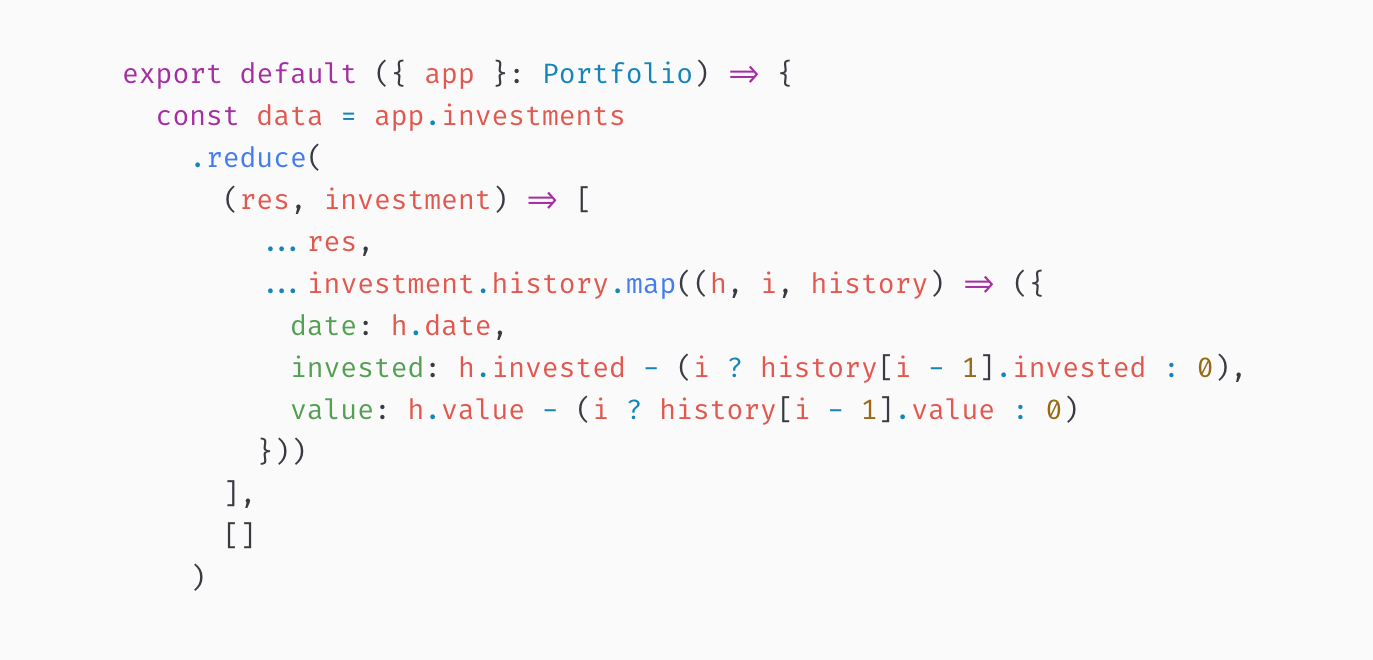 export default ({ app }: Portfolio) => {
const data = app.investments
.reduce(
(res, investment) => [
...res,
...investment.history.map((h, i, history) => ({
date: h.date,
invested: h.invested - (i ? history[i - 1].invested : 0),
value: h.value - (i ? history[i - 1].value : 0)
}))
],
[]
)